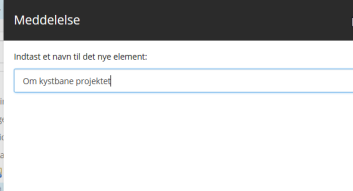 Meddelelse
Indtast et navn til det nye element:
Om kystbane projektet